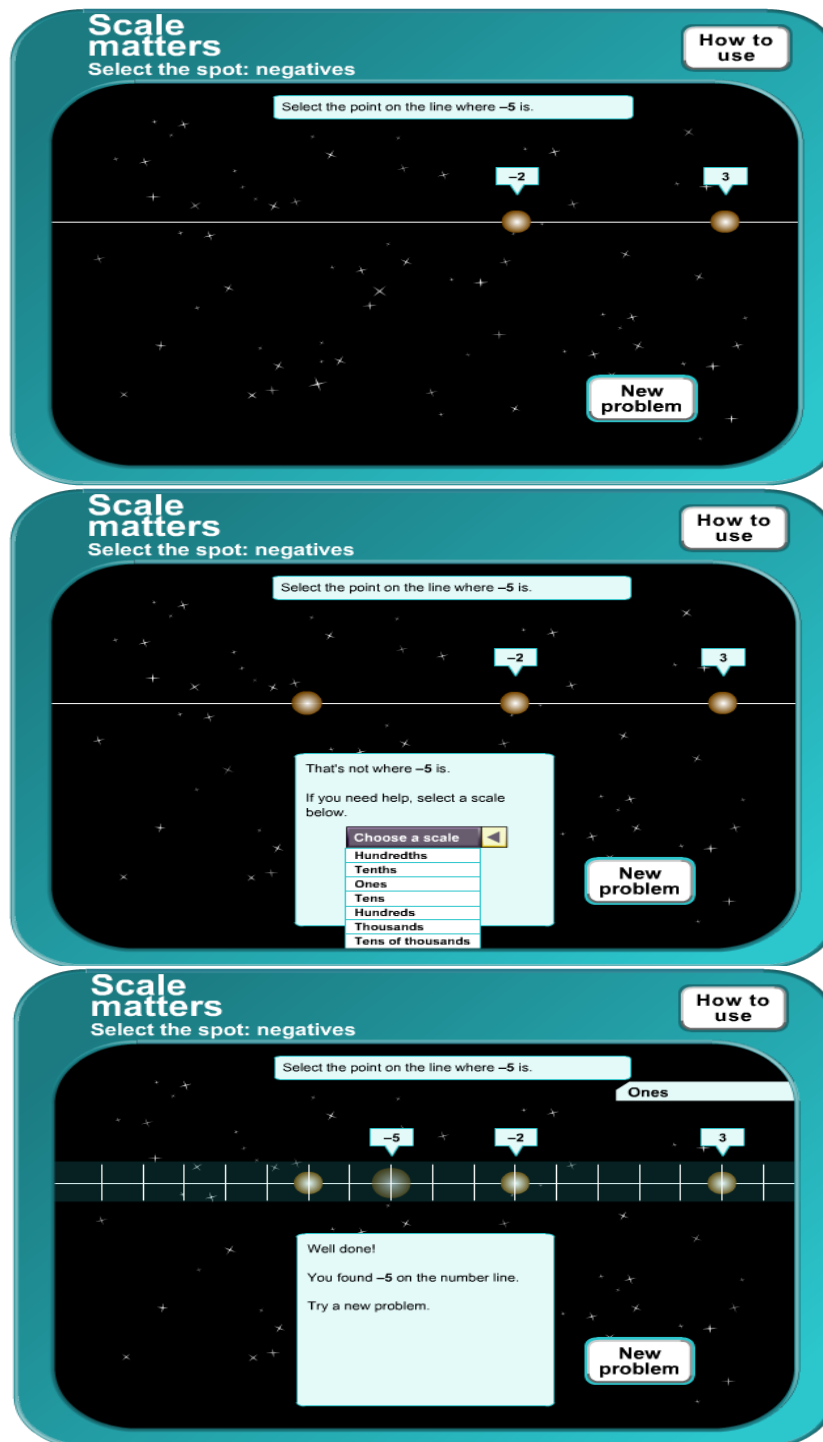 Scale
matters
Select the spot: negatives
How to
use
Select the point on the line where –5 is.
–2
3
New
problem
Scale
matters
Select the spot: negatives
How to
use
Select the point on the line where –5 is.
–2
3
That's not where –5 is.
If you need help, select a scale
below.
Choose a scale
Hundredths
Tenths
Ones
Tens
Hundreds
Thousands
Tens of thousands
New
problem
Scale
matters
Select the spot: negatives
How to
use
Select the point on the line where –5 is.
Ones
–5
–2
3
Well done!
You found –5 on the number line.
Try a new problem.
New
problem